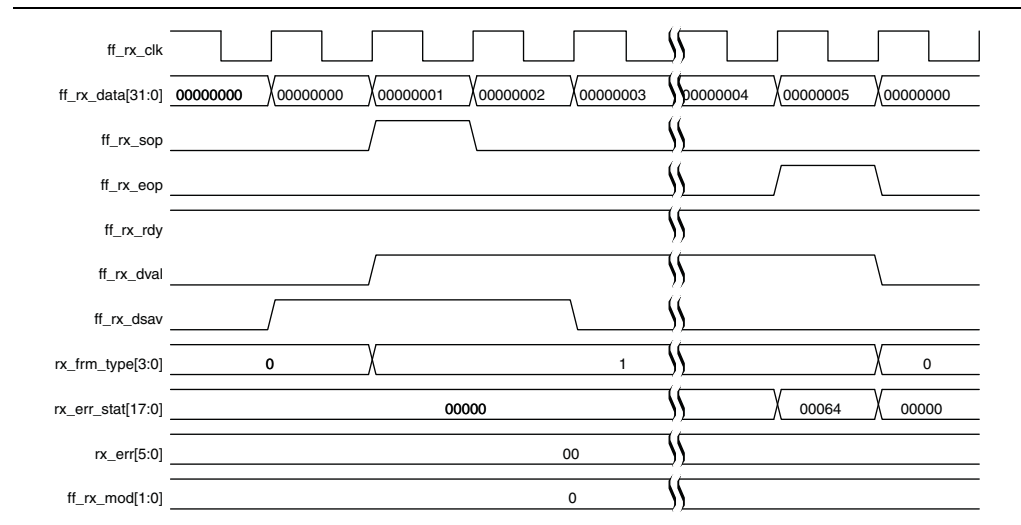 ff_rx_clk
ff_rx_data[31:0] 00000000 00000000 00000001 00000002 00000003 00000004 00000005 00000000
ff_rx_sop
ff_rx_eop
ff_rx_rdy
ff_rx_dval
ff_rx_dsav
rx_frm_type[3:0] 0 1 0
rx_err_stat[17:0] 00000 00064 00000
rx_err[5:0] 00
ff_rx_mod[1:0] 0